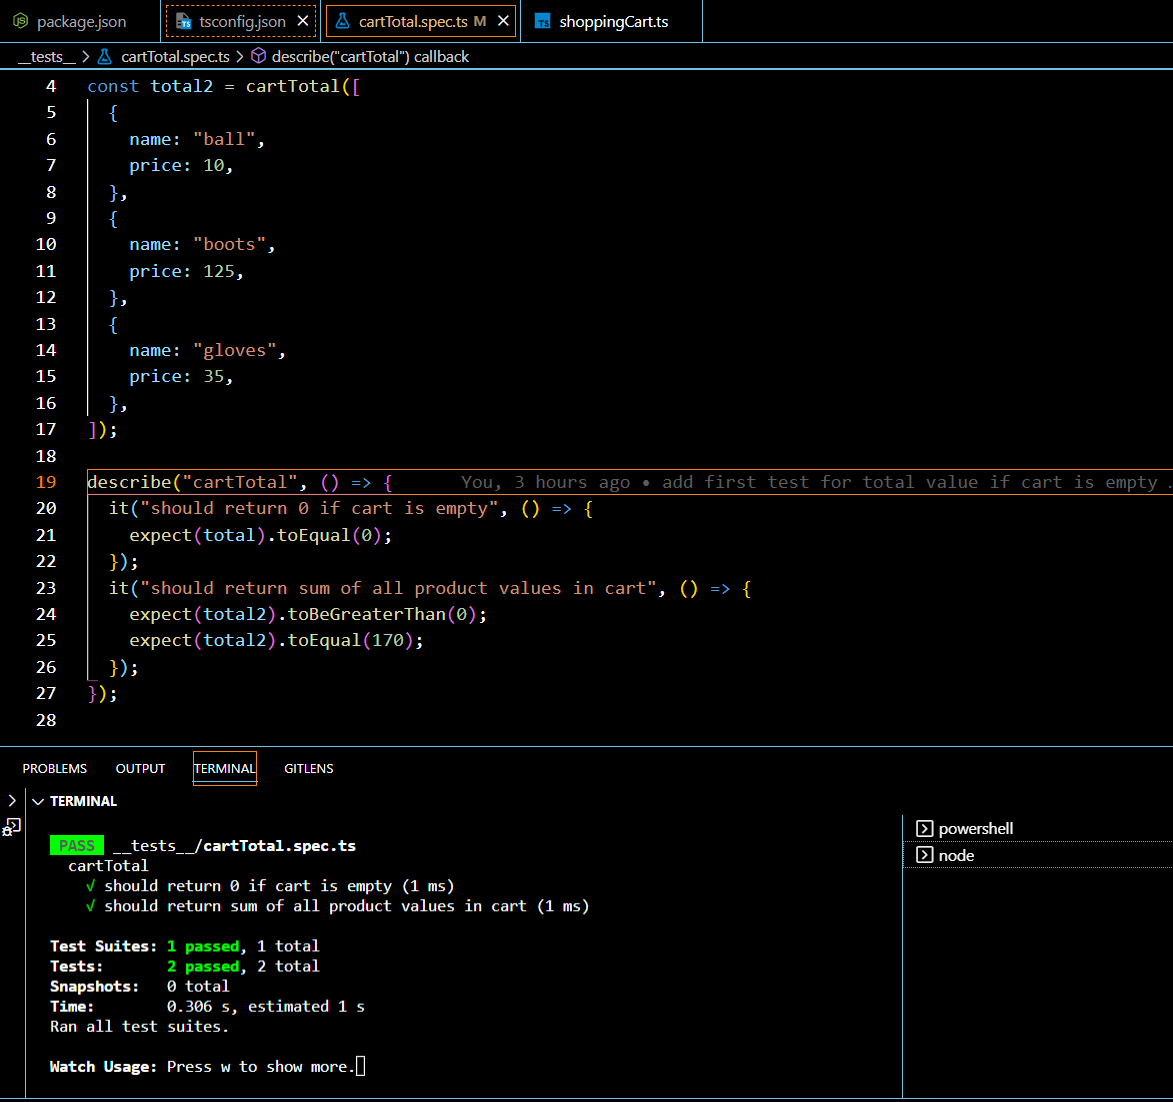 package.json
tsconfig.json
cartTotal.spec.ts M
shoppingCart.ts
__tests__ > cartTotal.spec.ts > describe("cartTotal") callback
4 const total2 = cartTotal([
5 {
6 name: "ball",
7 price: 10,
8 },
9 {
10 name: "boots",
11 price: 125,
12 },
13 {
14 name: "gloves",
15 price: 35,
16 },
17 ]);
18
19 describe("cartTotal", () => { You, 3 hours ago • add first test for total value if cart is empty .
20 it("should return 0 if cart is empty", () => {
21 expect(total).toEqual(0);
22 });
23 it("should return sum of all product values in cart", () => {
24 expect(total2).toBeGreaterThan(0);
25 expect(total2).toEqual(170);
26 });
27 });
28
PROBLEMS OUTPUT TERMINAL GITLENS
TERMINAL
powershell
node
PASS __tests__/cartTotal.spec.ts
cartTotal
√ should return 0 if cart is empty (1 ms)
√ should return sum of all product values in cart (1 ms)
Test Suites: 1 passed, 1 total
Tests: 2 passed, 2 total
Snapshots: 0 total
Time: 0.306 s, estimated 1 s
Ran all test suites.
Watch Usage: Press w to show more.